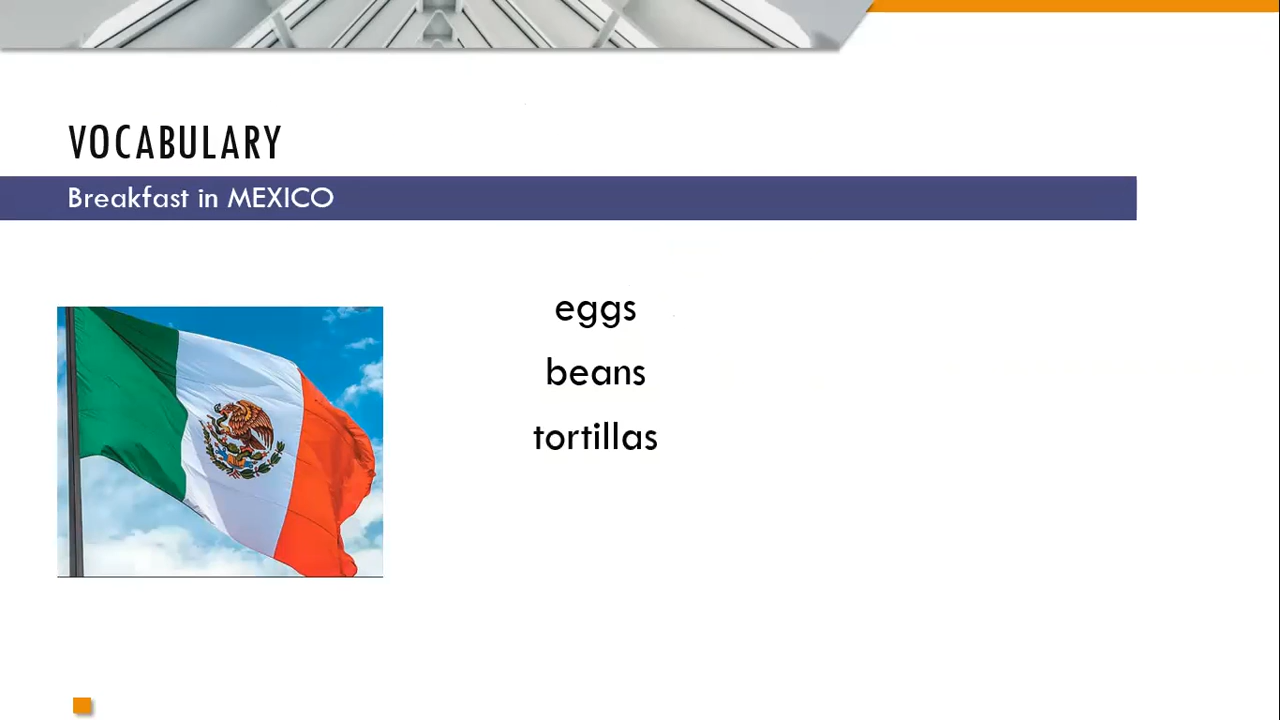 VOCABULARY
Breakfast in MEXICO
eggs
beans
tortillas